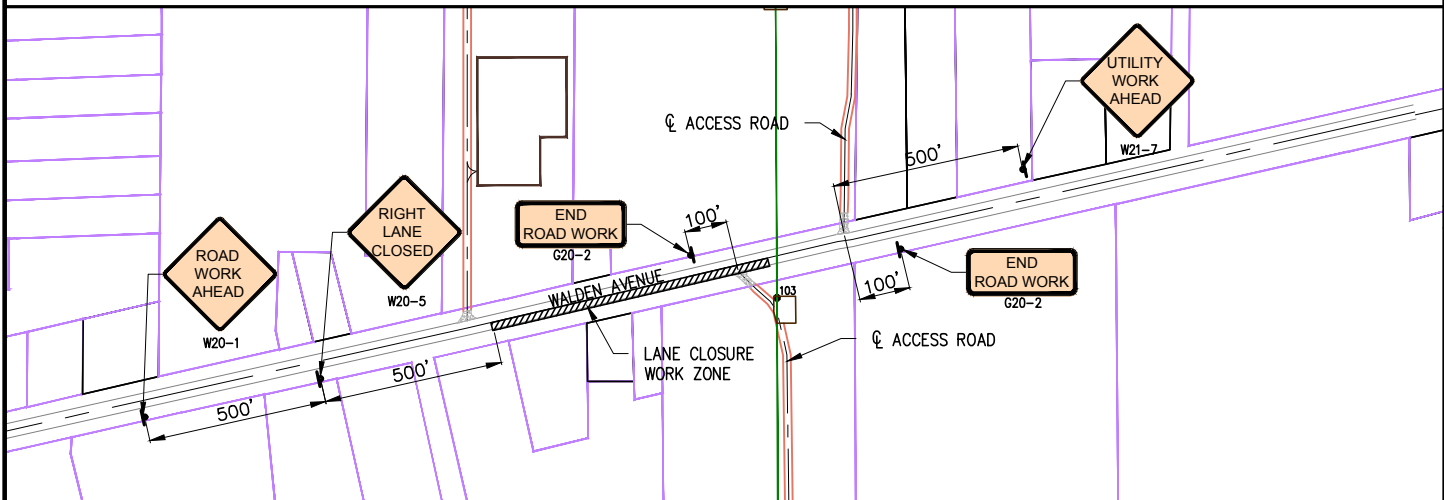 UTILITY
WORK
AHEAD
W21-7
℄ ACCESS ROAD
500'
RIGHT
LANE
CLOSED
W20-5
END
ROAD WORK
G20-2
100'
ROAD
WORK
AHEAD
W20-1
WALDEN AVENUE
END
ROAD WORK
G20-2
100'
103
℄ ACCESS ROAD
LANE CLOSURE
WORK ZONE
500'
500'